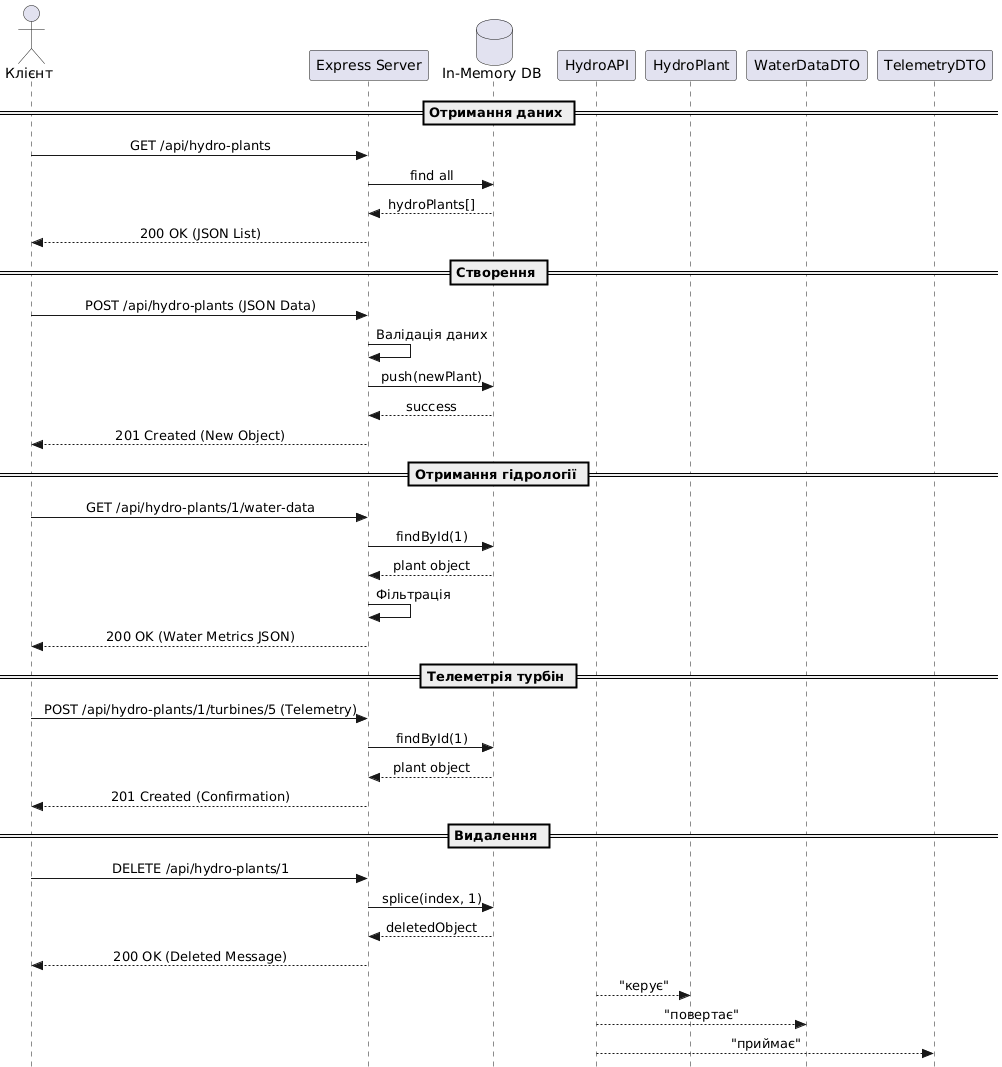 Клієнт
Express Server
In-Memory DB
HydroAPI
HydroPlant
WaterDataDTO
TelemetryDTO
Отримання даних
GET /api/hydro-plants
find all
hydroPlants[]
200 OK (JSON List)
Створення
POST /api/hydro-plants (JSON Data)
Валідація даних
push(newPlant)
success
201 Created (New Object)
Отримання гідрології
GET /api/hydro-plants/1/water-data
findById(1)
plant object
Фільтрація
200 OK (Water Metrics JSON)
Телеметрія турбін
POST /api/hydro-plants/1/turbines/5 (Telemetry)
findById(1)
plant object
201 Created (Confirmation)
Видалення
DELETE /api/hydro-plants/1
splice(index, 1)
deletedObject
200 OK (Deleted Message)
"керує"
"повертає"
"приймає"